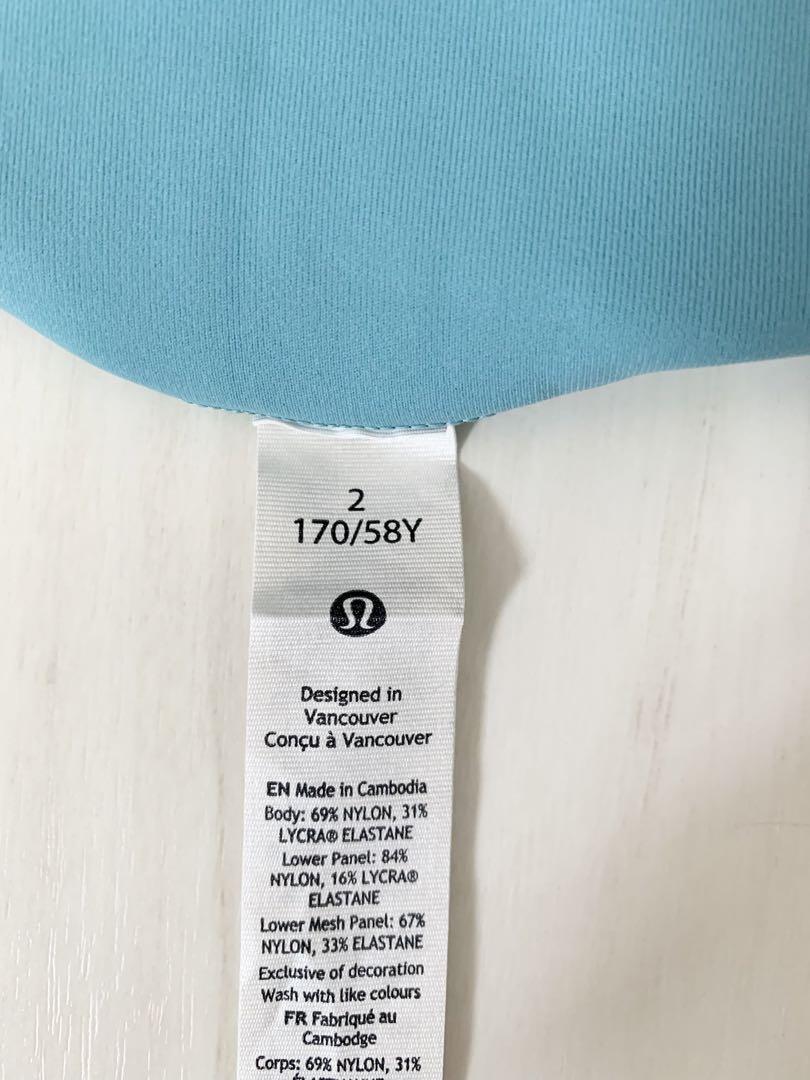 2
170/58Y
Designed in
Vancouver
Conçu à Vancouver
EN Made in Cambodia
Body: 69% NYLON, 31%
LYCRA® ELASTANE
Lower Panel: 84%
NYLON, 16% LYCRA®
ELASTANE
Lower Mesh Panel: 67%
NYLON, 33% ELASTANE
Exclusive of decoration
Wash with like colours
FR Fabriqué au
Cambodge
Corps: 69% NYLON, 31%